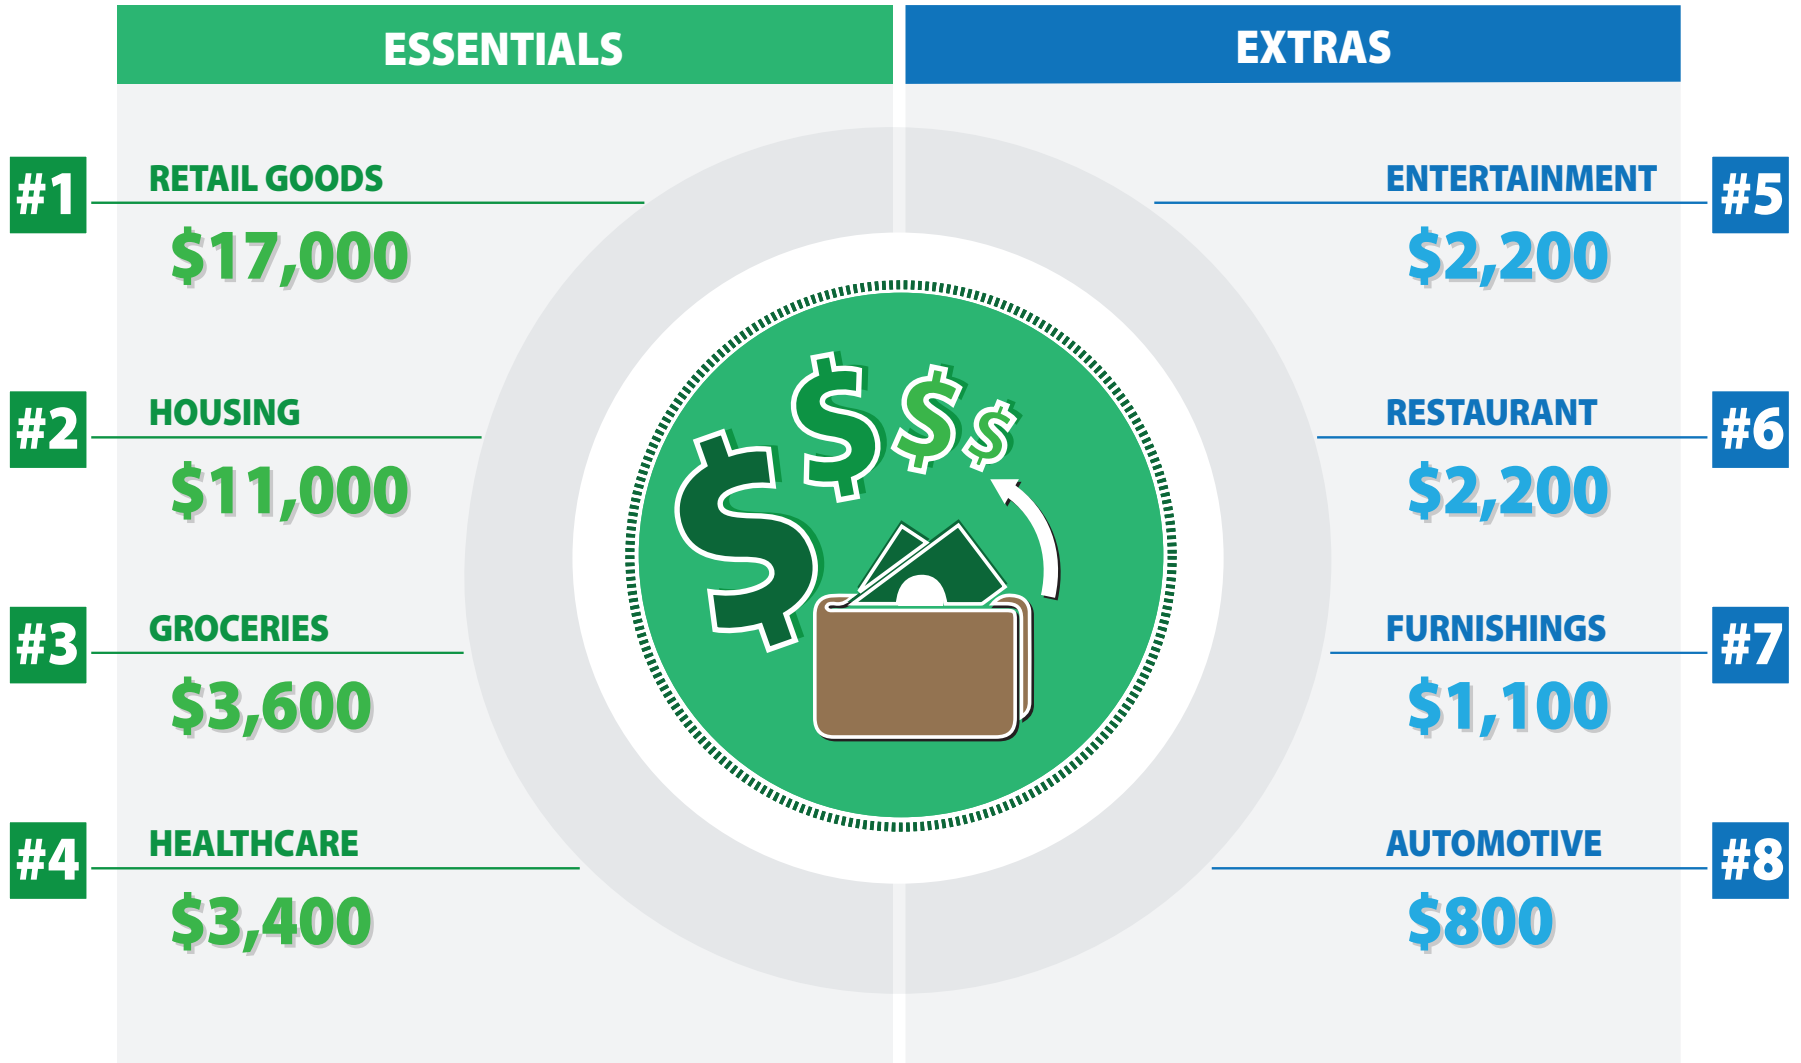 ESSENTIALS
#1
RETAIL GOODS
$17,000
#2
HOUSING
$11,000
#3
GROCERIES
$3,600
#4
HEALTHCARE
$3,400
EXTRAS
ENTERTAINMENT
#5
$2,200
RESTAURANT
#6
$2,200
FURNISHINGS
#7
$1,100
AUTOMOTIVE
#8
$800
$
$
$
$